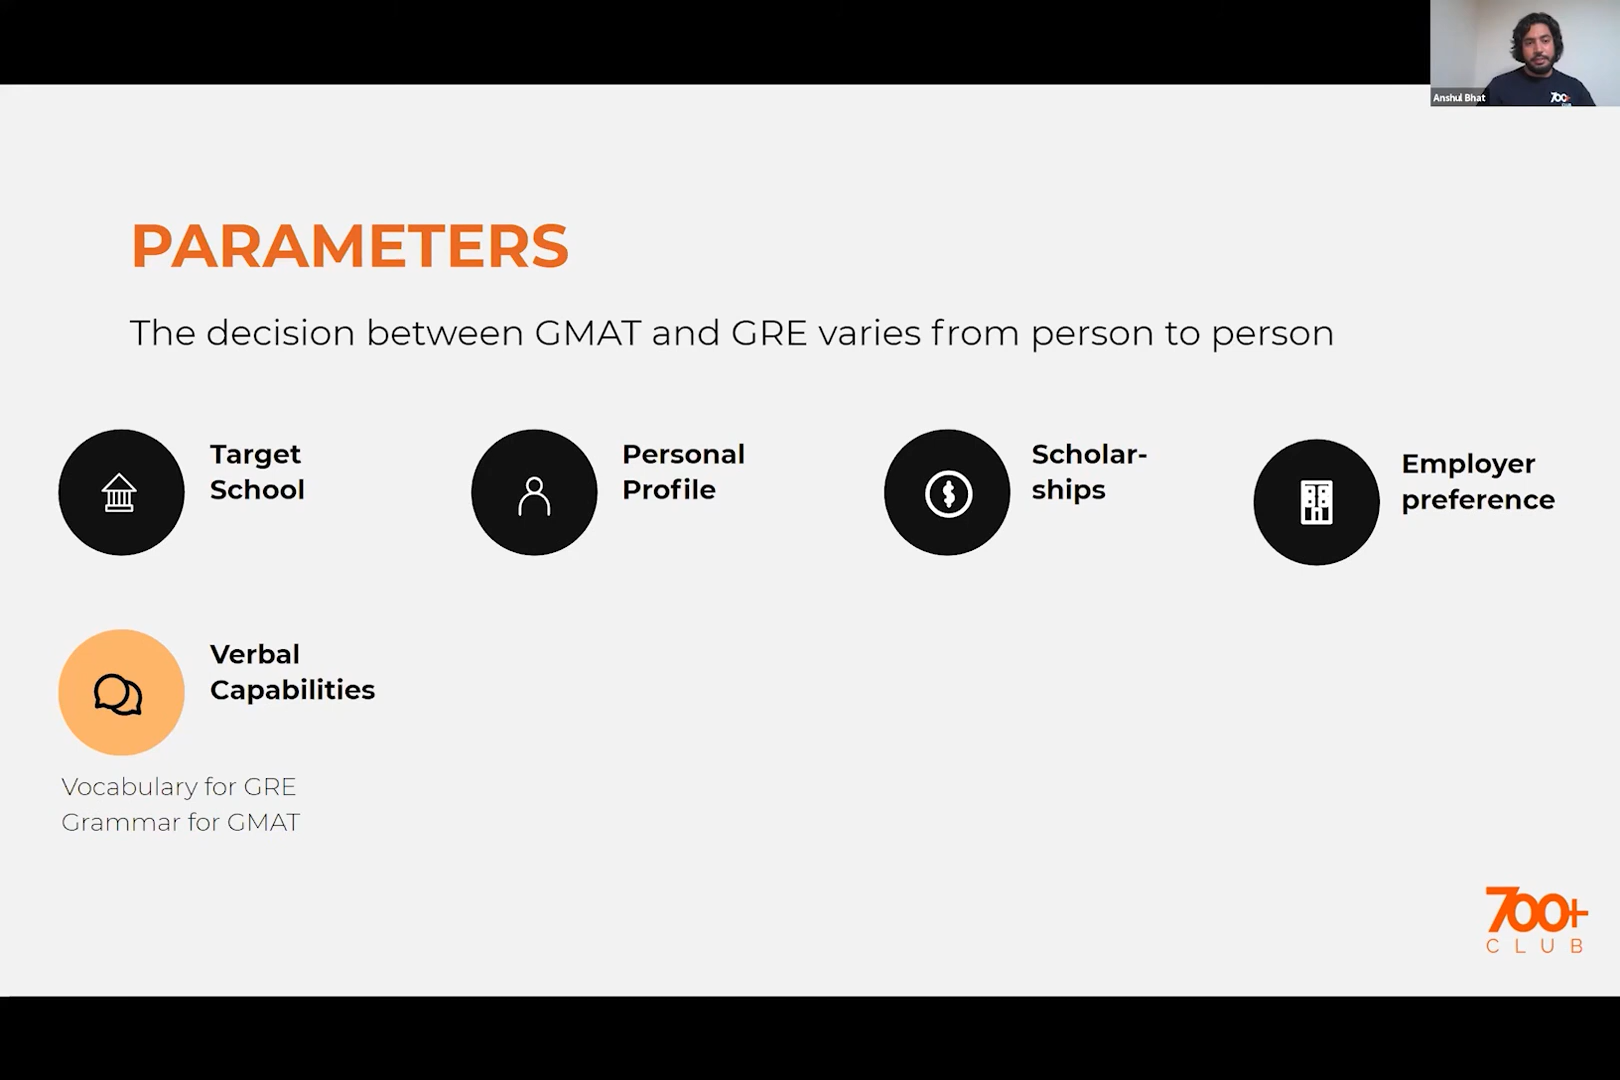 Anshul Bhat
700+
PARAMETERS
The decision between GMAT and GRE varies from person to person
Target
School
Personal
Profile
Scholar-
ships
Employer
preference
Verbal
Capabilities
Vocabulary for GRE
Grammar for GMAT
700+
CLUB